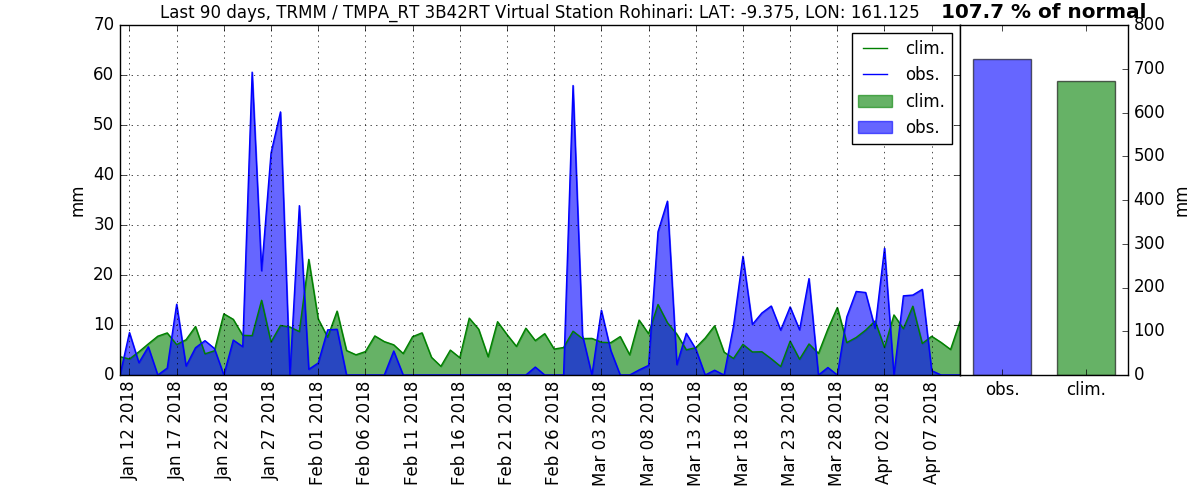 Last 90 days, TRMM / TMPA_RT 3B42RT Virtual Station Rohinari: LAT: -9.375, LON: 161.125
107.7 % of normal
70
60
50
40
30
20
10
0
mm
clim.
obs.
clim.
obs.
Jan 12 2018
Jan 17 2018
Jan 22 2018
Jan 27 2018
Feb 01 2018
Feb 06 2018
Feb 11 2018
Feb 16 2018
Feb 21 2018
Feb 26 2018
Mar 03 2018
Mar 08 2018
Mar 13 2018
Mar 18 2018
Mar 23 2018
Mar 28 2018
Apr 02 2018
Apr 07 2018
800
700
600
500
400
300
200
100
0
mm
obs.
clim.